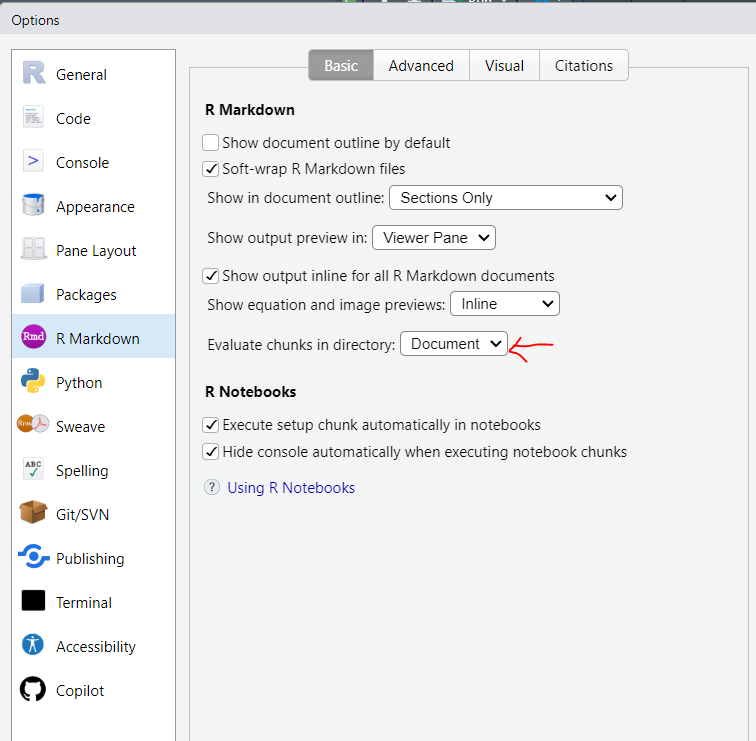 Options
General
Code
Console
Appearance
Pane Layout
Packages
Rmd R Markdown
Python
Rnw Sweave
ABC Spelling
Git/SVN
Publishing
Terminal
Accessibility
Copilot
Basic Advanced Visual Citations
R Markdown
Show document outline by default
Soft-wrap R Markdown files
Show in document outline: Sections Only
Show output preview in: Viewer Pane
Show output inline for all R Markdown documents
Show equation and image previews: Inline
Evaluate chunks in directory: Document
R Notebooks
Execute setup chunk automatically in notebooks
Hide console automatically when executing notebook chunks
? Using R Notebooks